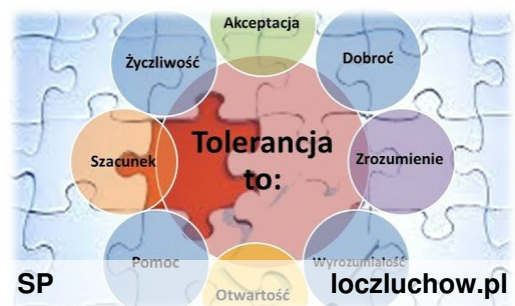 Akceptacja
Życzliwość
Dobroć
Tolerancja
to:
Szacunek
Zrozumienie
Pomoc
Wyrozumiałość
Otwartość
SP
loczluchow.pl